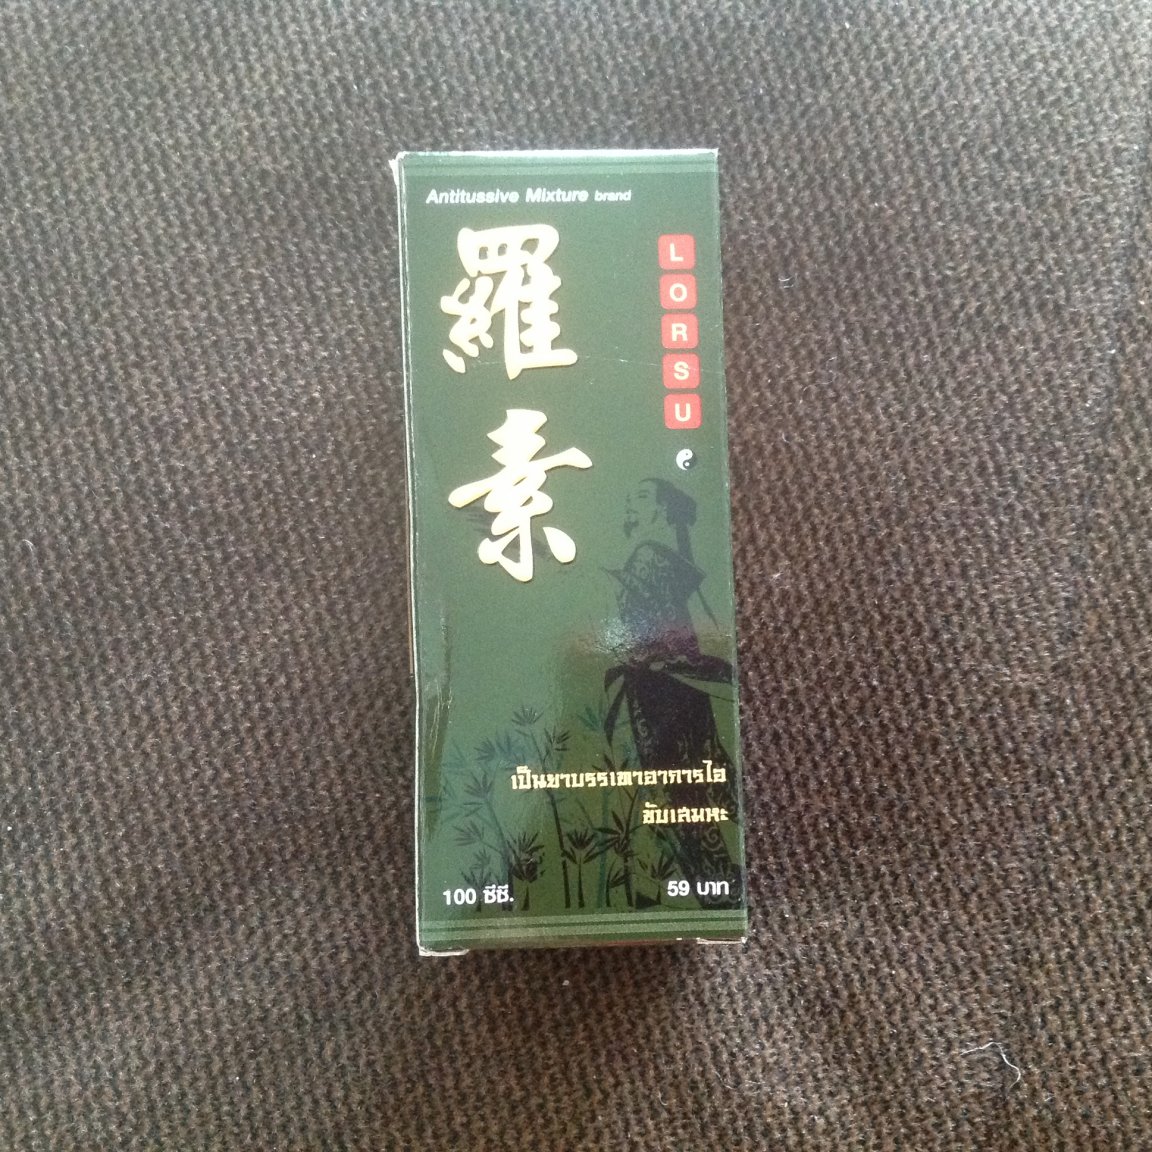 Antitussive Mixture brand
羅素
LORSU
เป็นยาบรรเทาอาการไอ
ขับเสมหะ
100 ซีซี.
59 บาท